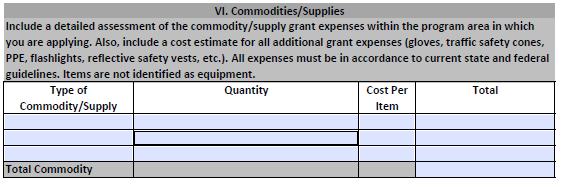 VI. Commodities/Supplies
Include a detailed assessment of the commodity/supply grant expenses within the program area in which
you are applying. Also, include a cost estimate for all additional grant expenses (gloves, traffic safety cones,
PPE, flashlights, reflective safety vests, etc.). All expenses must be in accordance to current state and federal
guidelines. Items are not identified as equipment.
Type of Commodity/Supply Quantity Cost Per Item Total
Total Commodity